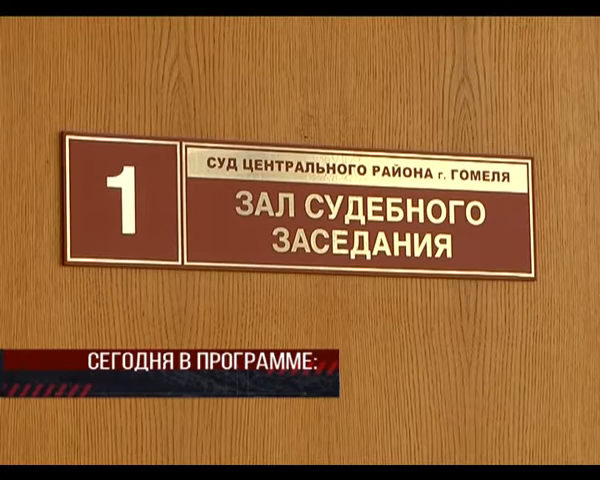 1
СУД ЦЕНТРАЛЬНОГО РАЙОНА г. ГОМЕЛЯ
ЗАЛ СУДЕБНОГО
ЗАСЕДАНИЯ
СЕГОДНЯ В ПРОГРАММЕ: